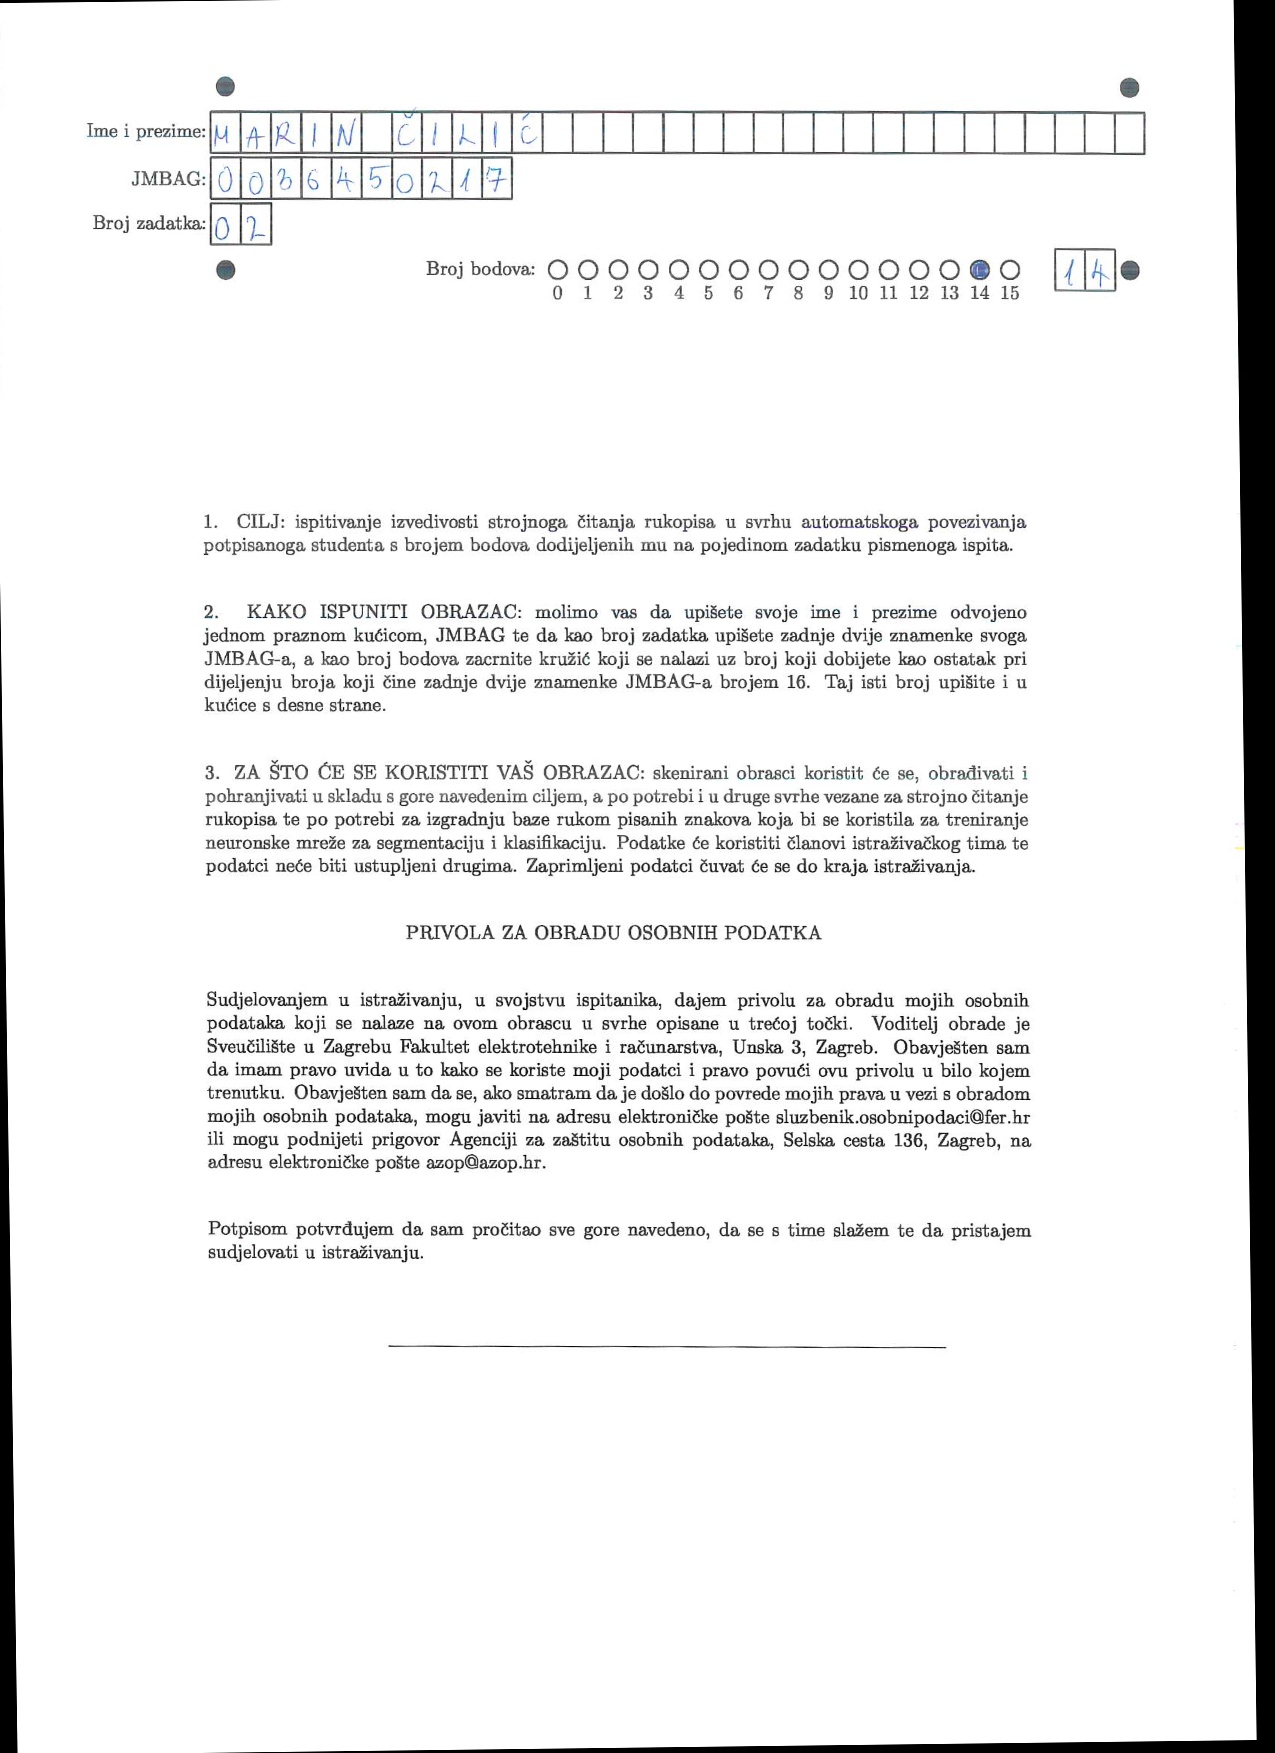 Ime i prezime: MARIN ČILIĆ
JMBAG: 0036450217
Broj zadatka: 02
Broj bodova: 14
0 1 2 3 4 5 6 7 8 9 10 11 12 13 14 15
1. CILJ: ispitivanje izvedivosti strojnoga čitanja rukopisa u svrhu automatskoga povezivanja
potpisanoga studenta s brojem bodova dodijeljenih mu na pojedinom zadatku pismenoga ispita.
2. KAKO ISPUNITI OBRAZAC: molimo vas da upišete svoje ime i prezime odvojeno
jednom praznom kućicom, JMBAG te da kao broj zadatka upišete zadnje dvije znamenke svoga
JMBAG-a, a kao broj bodova zacrnite kružić koji se nalazi uz broj koji dobijete kao ostatak pri
dijeljenju broja koji čine zadnje dvije znamenke JMBAG-a brojem 16. Taj isti broj upišite i u
kućice s desne strane.
3. ZA ŠTO ĆE SE KORISTITI VAŠ OBRAZAC: skenirani obrasci koristit će se, obrađivati i
pohranjivati u skladu s gore navedenim ciljem, a po potrebi i u druge svrhe vezane za strojno čitanje
rukopisa te po potrebi za izgradnju baze rukom pisanih znakova koja bi se koristila za treniranje
neuronske mreže za segmentaciju i klasifikaciju. Podatke će koristiti članovi istraživačkog tima te
podatci neće biti ustupljeni drugima. Zaprimljeni podatci čuvat će se do kraja istraživanja.
PRIVOLA ZA OBRADU OSOBNIH PODATKA
Sudjelovanjem u istraživanju, u svojstvu ispitanika, dajem privolu za obradu mojih osobnih
podataka koji se nalaze na ovom obrascu u svrhe opisane u trećoj točki. Voditelj obrade je
Sveučilište u Zagrebu Fakultet elektrotehnike i računarstva, Unska 3, Zagreb. Obavješten sam
da imam pravo uvida u to kako se koriste moji podatci i pravo povući ovu privolu u bilo kojem
trenutku. Obavješten sam da se, ako smatram da je došlo do povrede mojih prava u vezi s obradom
mojih osobnih podataka, mogu javiti na adresu elektroničke pošte sluzbenik.osobnipodaci@fer.hr
ili mogu podnijeti prigovor Agenciji za zaštitu osobnih podataka, Selska cesta 136, Zagreb, na
adresu elektroničke pošte azop@azop.hr.
Potpisom potvrđujem da sam pročitao sve gore navedeno, da se s time slažem te da pristajem
sudjelovati u istraživanju.